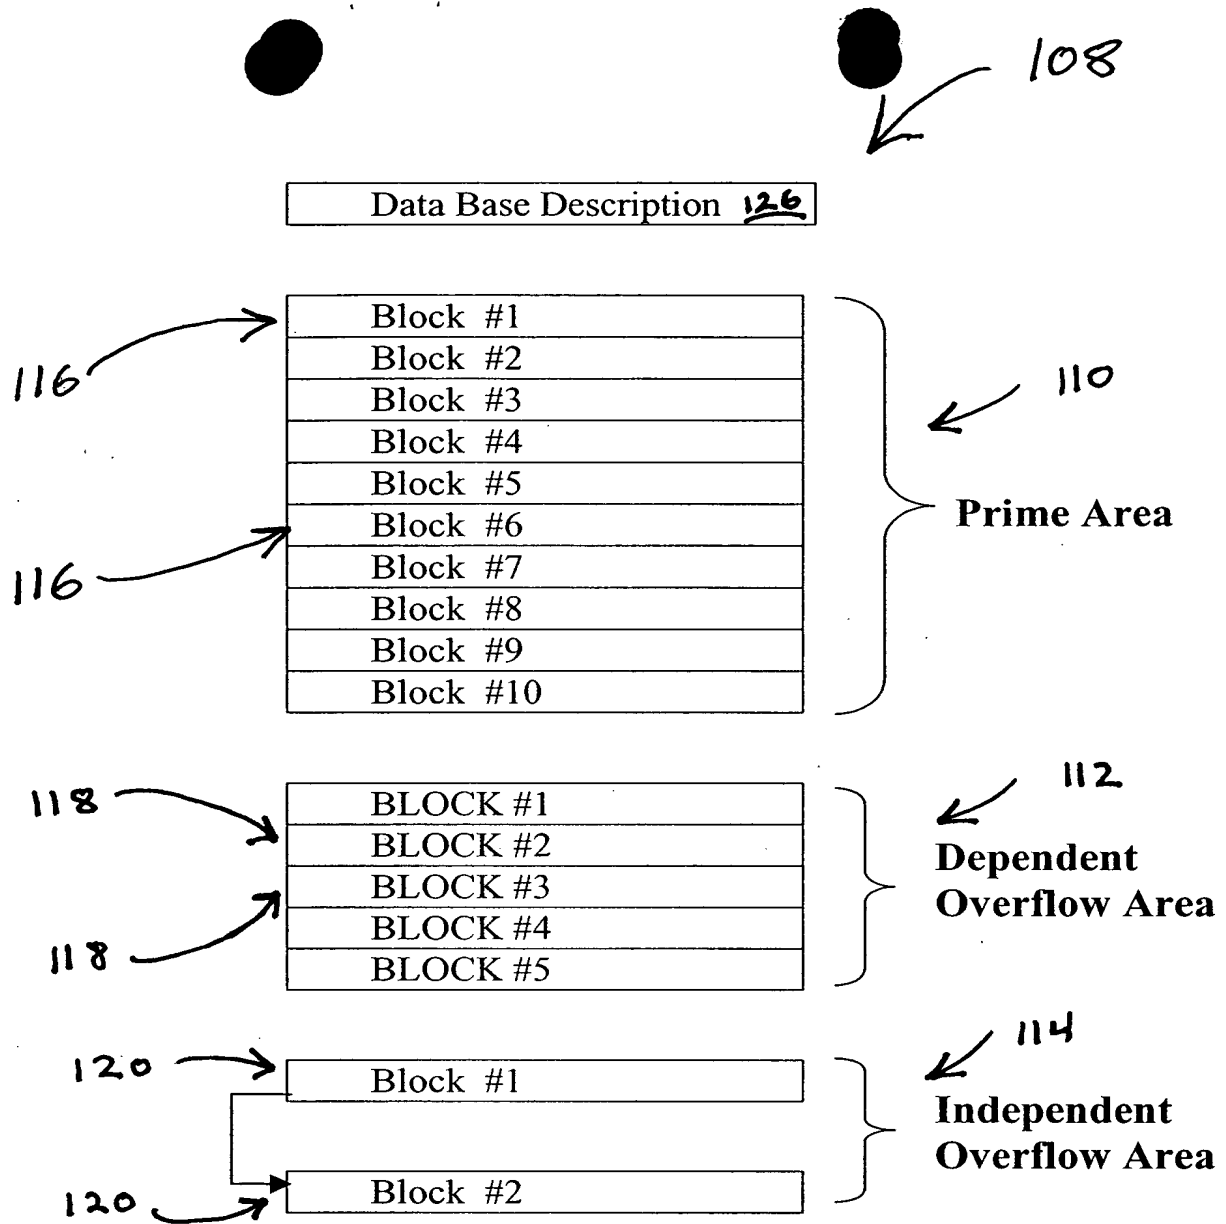 108
Data Base Description 126
Block #1
Block #2
116
Block #3
110
Block #4
Block #5
Prime Area
Block #6
Block #7
116
Block #8
Block #9
Block #10
112
118
BLOCK #1
BLOCK #2
Dependent
Overflow Area
BLOCK #3
BLOCK #4
118
BLOCK #5
114
120
Block #1
Independent
Overflow Area
Block #2
120